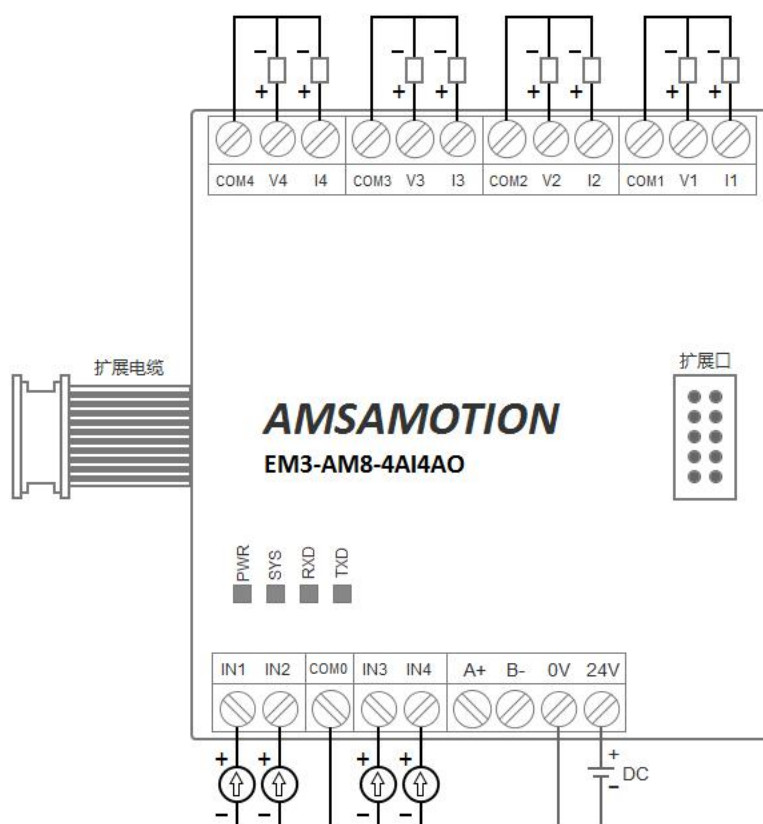 - - - - - - - -
+ + + + + + + +
COM4 V4 I4 COM3 V3 I3 COM2 V2 I2 COM1 V1 I1
扩展电缆
扩展口
AMSAMOTION
EM3-AM8-4AI4AO
PWR
SYS
RXD
TXD
IN1 IN2 COM0 IN3 IN4 A+ B- 0V 24V
+ + + + +
DC
- - - - -